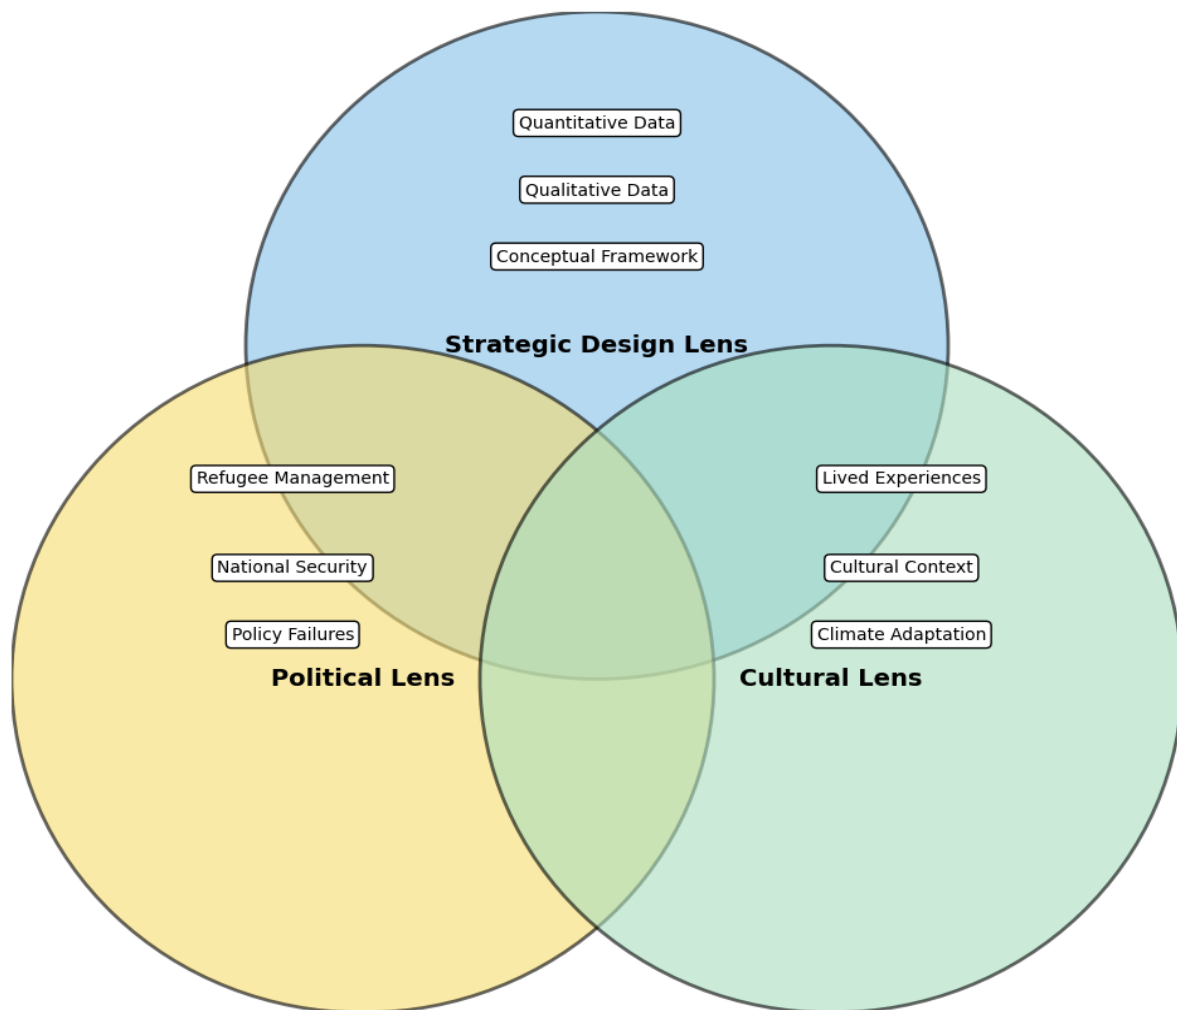 Quantitative Data
Qualitative Data
Conceptual Framework
Strategic Design Lens
Refugee Management
Lived Experiences
National Security
Cultural Context
Policy Failures
Climate Adaptation
Political Lens
Cultural Lens